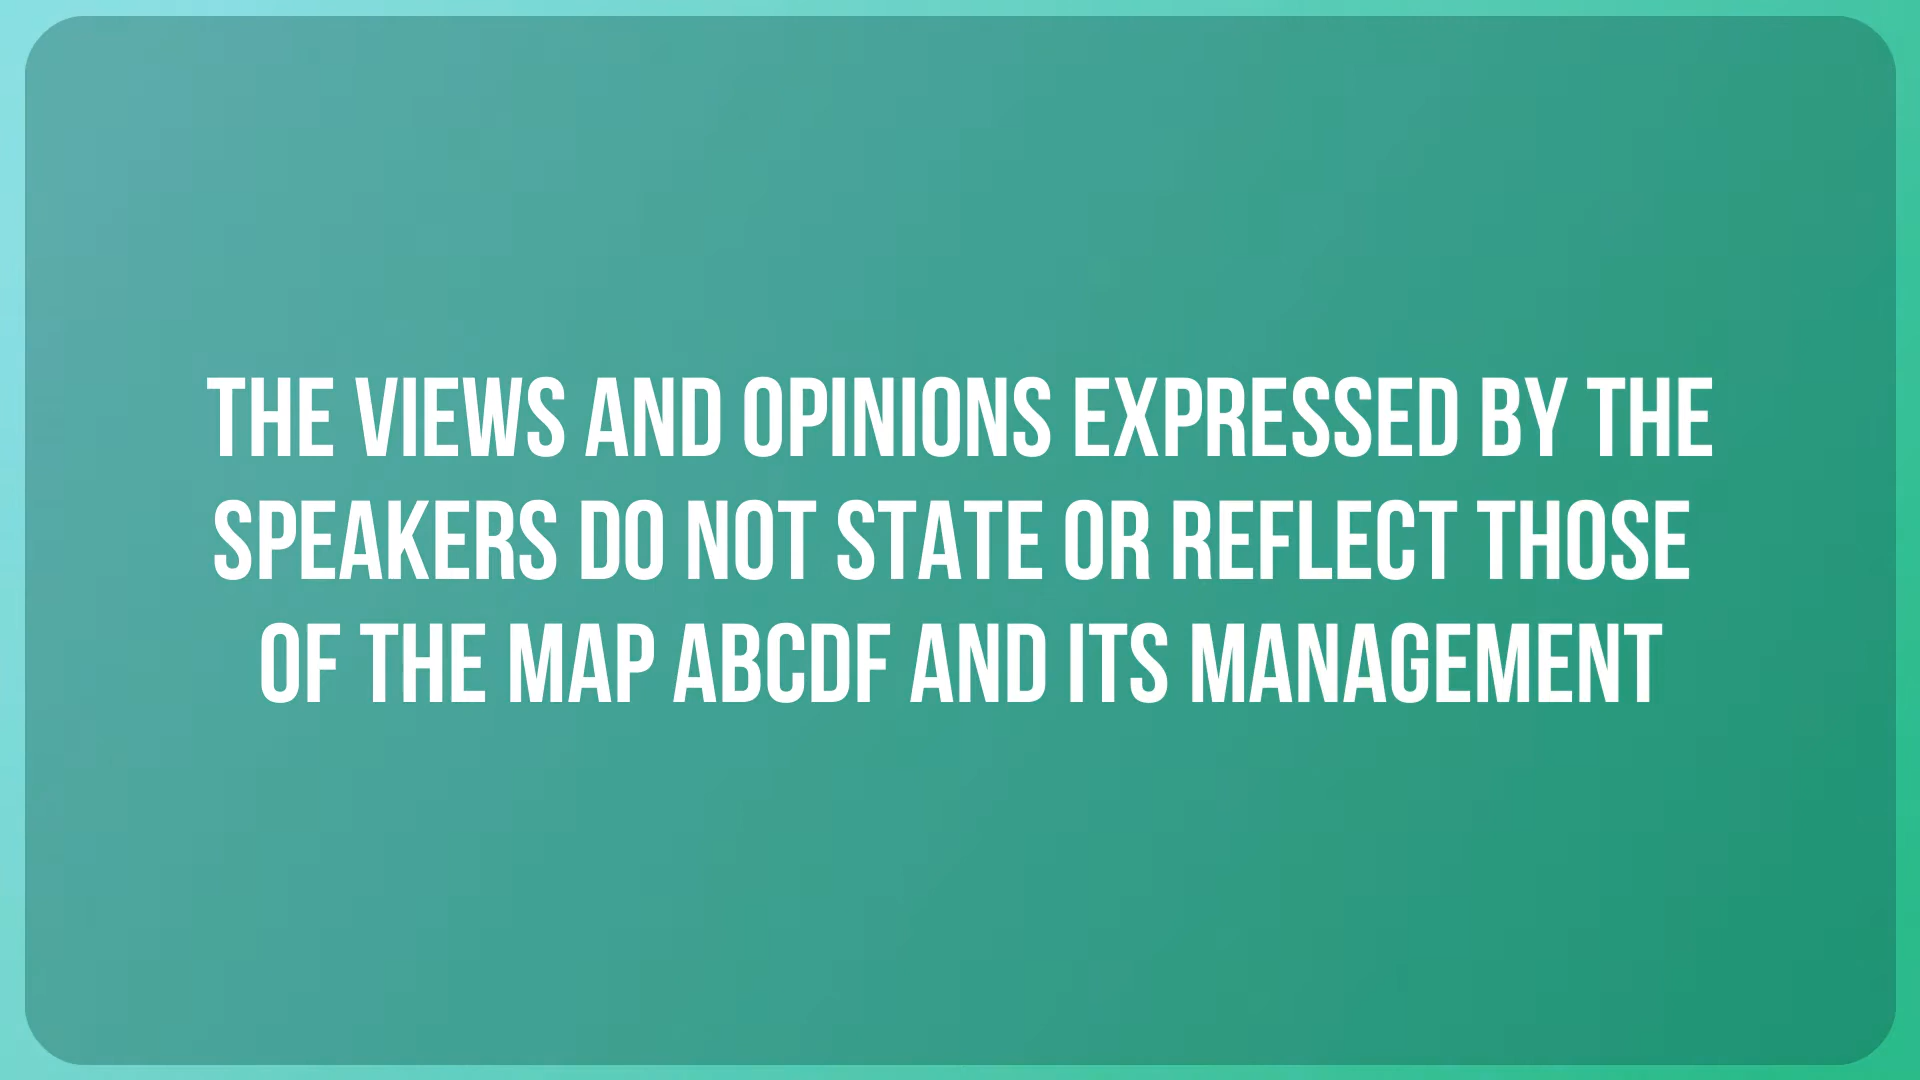 THE VIEWS AND OPINIONS EXPRESSED BY THE
SPEAKERS DO NOT STATE OR REFLECT THOSE
OF THE MAP ABCDF AND ITS MANAGEMENT